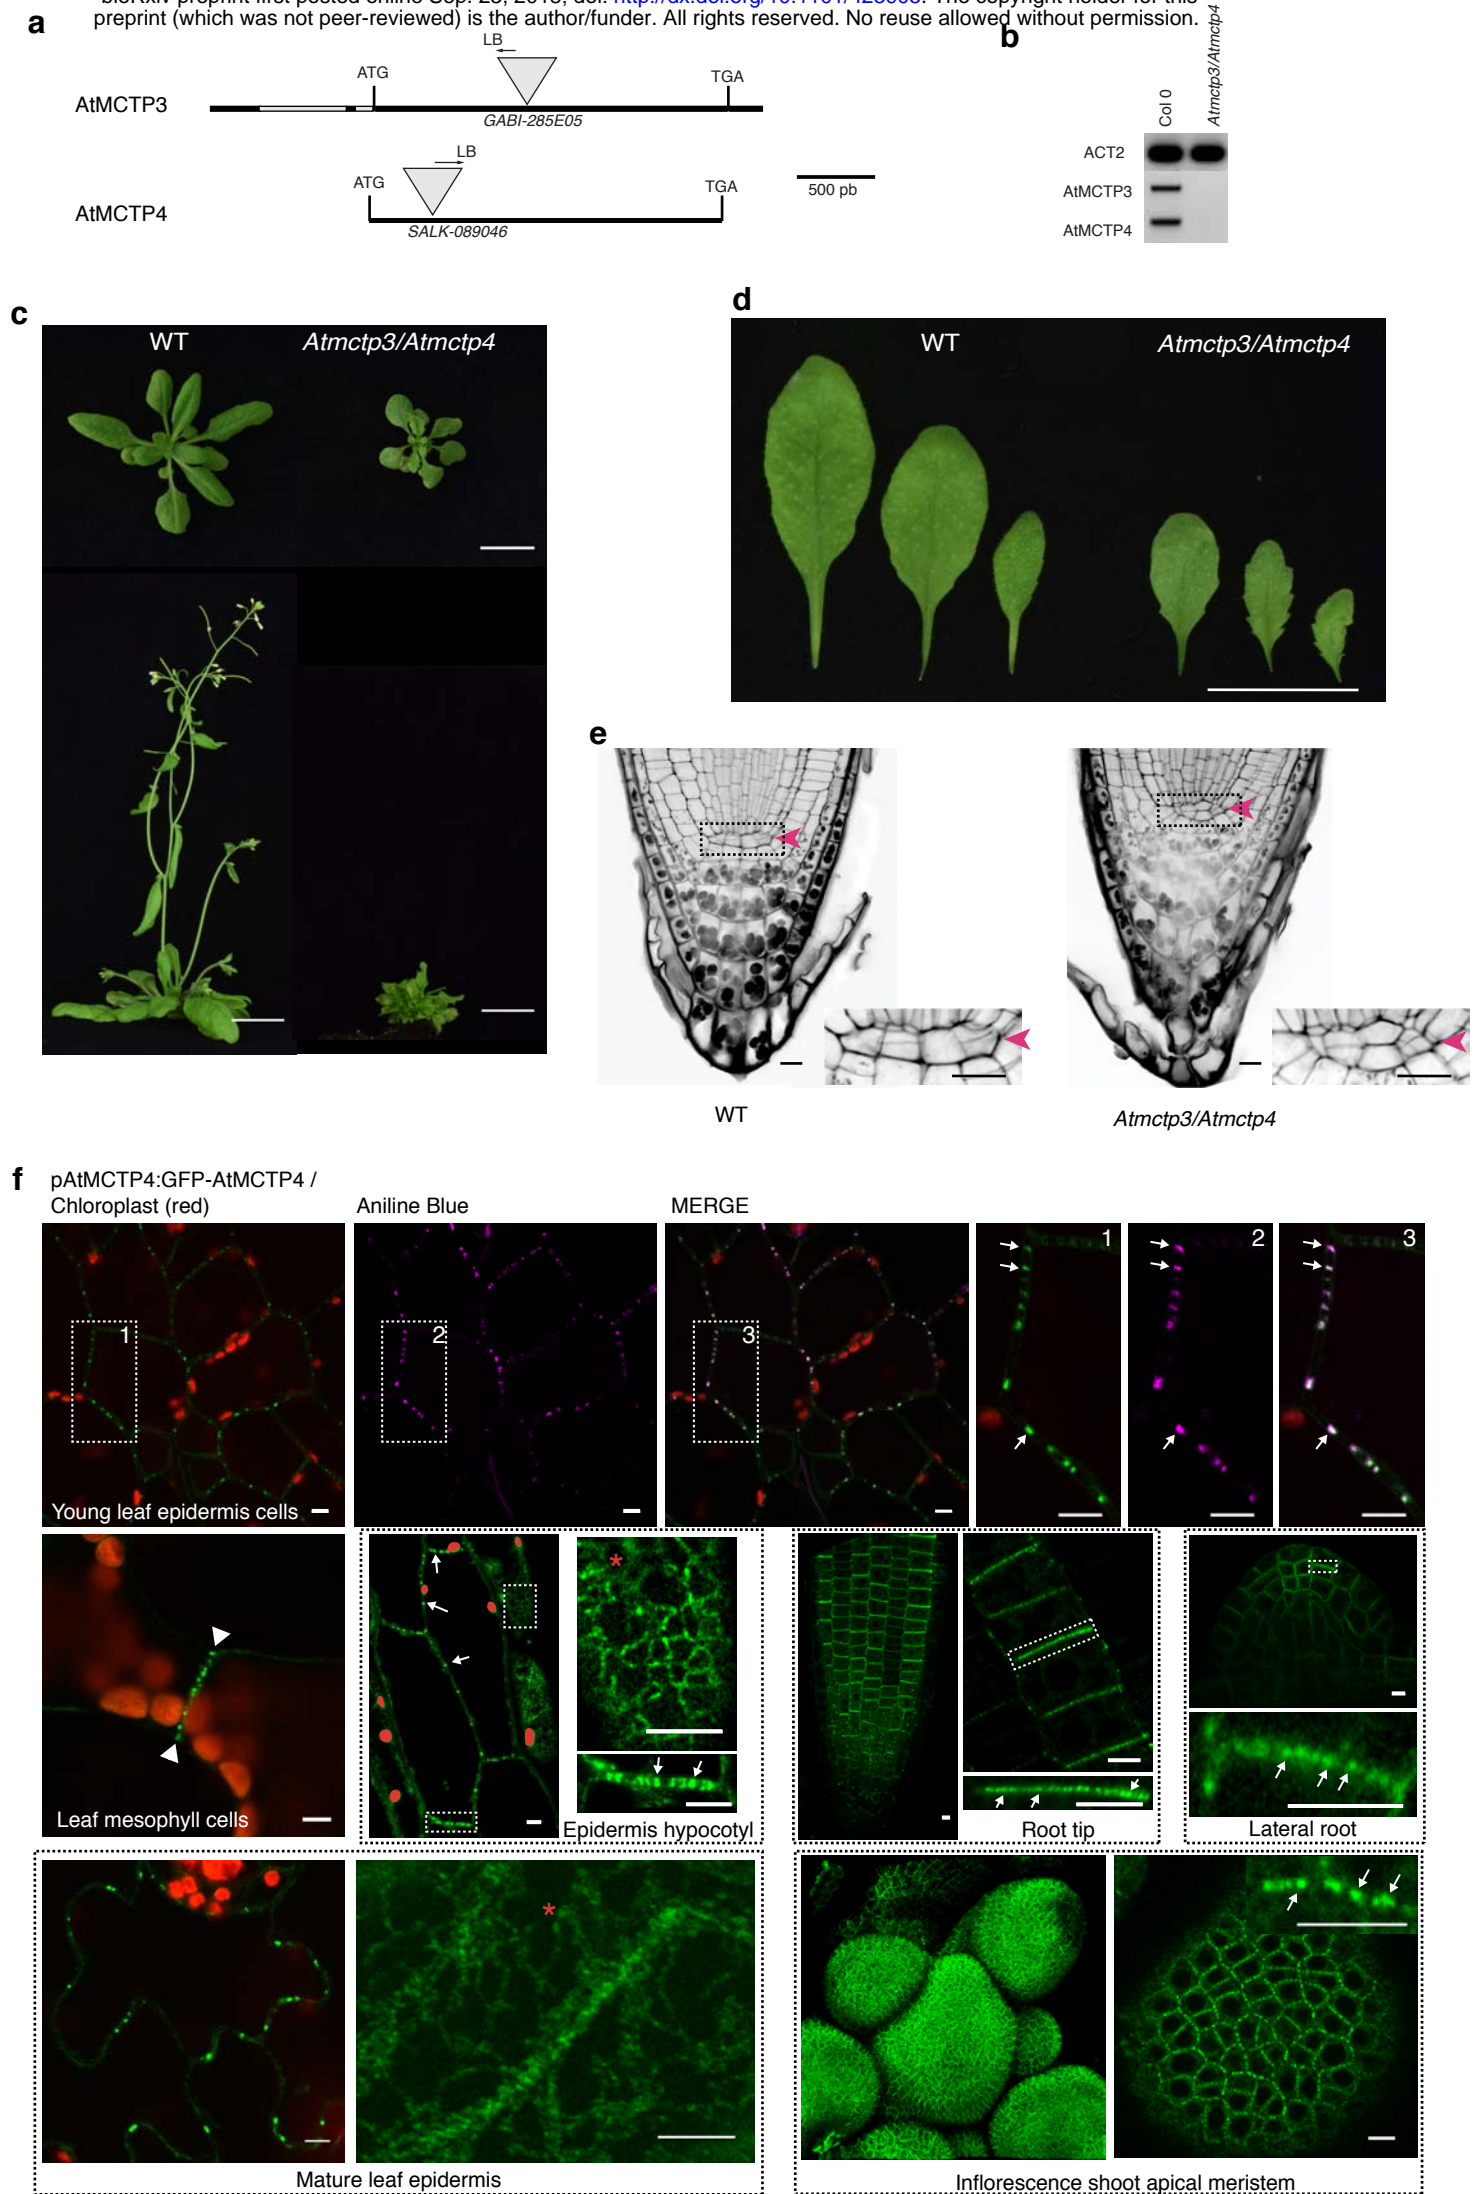 preprint (which was not peer-reviewed) is the author/funder. All rights reserved. No reuse allowed without permission.
a
b
LB
ATG
TGA
AtMCTP3
GABI-285E05
LB
ATG
TGA
AtMCTP4
SALK-089046
500 pb
Col 0
Atmctp3/Atmctp4
ACT2
AtMCTP3
AtMCTP4
c
WT
Atmctp3/Atmctp4
d
WT
Atmctp3/Atmctp4
e
WT
Atmctp3/Atmctp4
f
pAtMCTP4:GFP-AtMCTP4 /
Chloroplast (red)
Aniline Blue
MERGE
1
2
3
1
2
3
Young leaf epidermis cells
*
Leaf mesophyll cells
Epidermis hypocotyl
Root tip
Lateral root
*
Mature leaf epidermis
Inflorescence shoot apical meristem